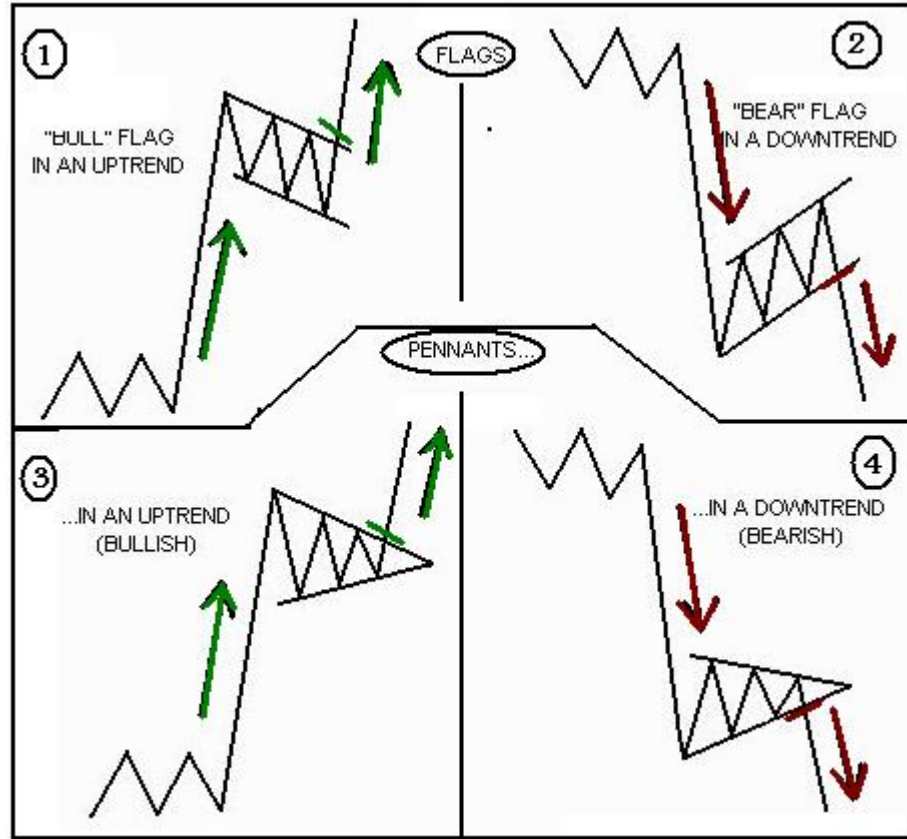 1
FLAGS
2
"BULL" FLAG
IN AN UPTREND
"BEAR" FLAG
IN A DOWNTREND
PENNANTS...
3
...IN AN UPTREND
(BULLISH)
4
...IN A DOWNTREND
(BEARISH)